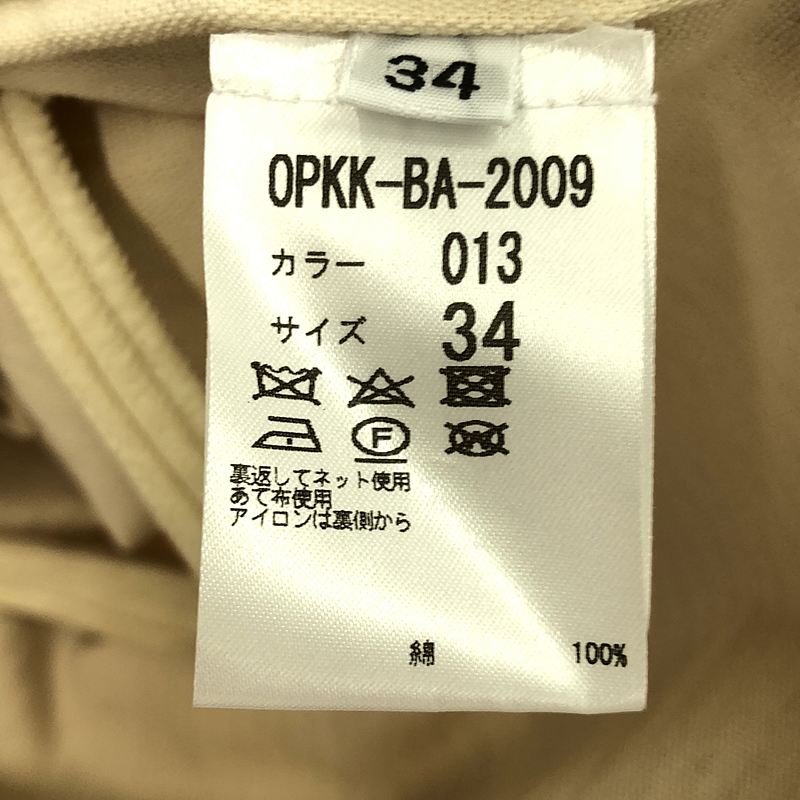 34
OPKK-BA-2009
カラー 013
サイズ 34
F
W
裏返してネット使用
あて布使用
アイロンは裏側から
綿 100%